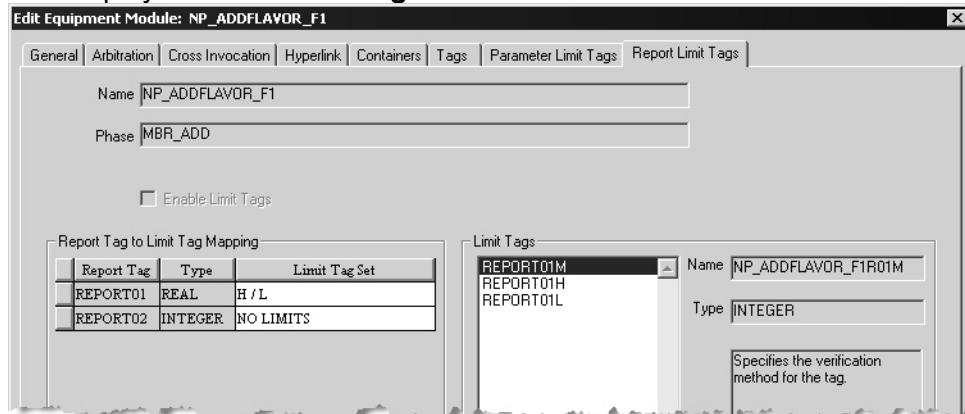 Edit Equipment Module: NP_ADDFLAVOR_F1
General Arbitration Cross Invocation Hyperlink Containers Tags Parameter Limit Tags Report Limit Tags
Name NP_ADDFLAVOR_F1
Phase MBR_ADD
Enable Limit Tags
Report Tag to Limit Tag Mapping
Report Tag Type Limit Tag Set
REPORT01 REAL H / L
REPORT02 INTEGER NO LIMITS
Limit Tags
REPORT01M
REPORT01H
REPORT01L
Name NP_ADDFLAVOR_F1R01M
Type INTEGER
Specifies the verification
method for the tag.